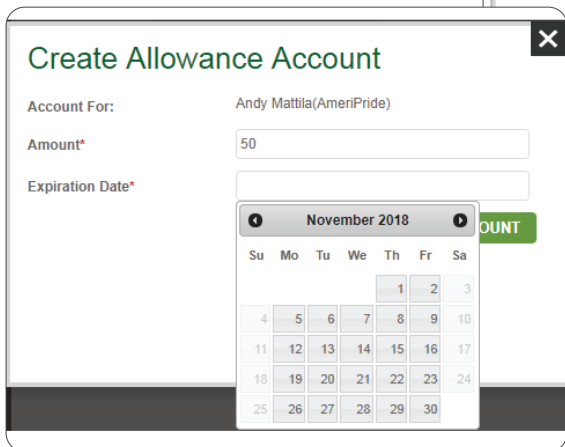 Create Allowance Account
Account For: Andy Mattila(AmeriPride)
Amount* 50
Expiration Date*
November 2018
OUNT
Su Mo Tu We Th Fr Sa
1 2 3
4 5 6 7 8 9 10
11 12 13 14 15 16 17
18 19 20 21 22 23 24
25 26 27 28 29 30